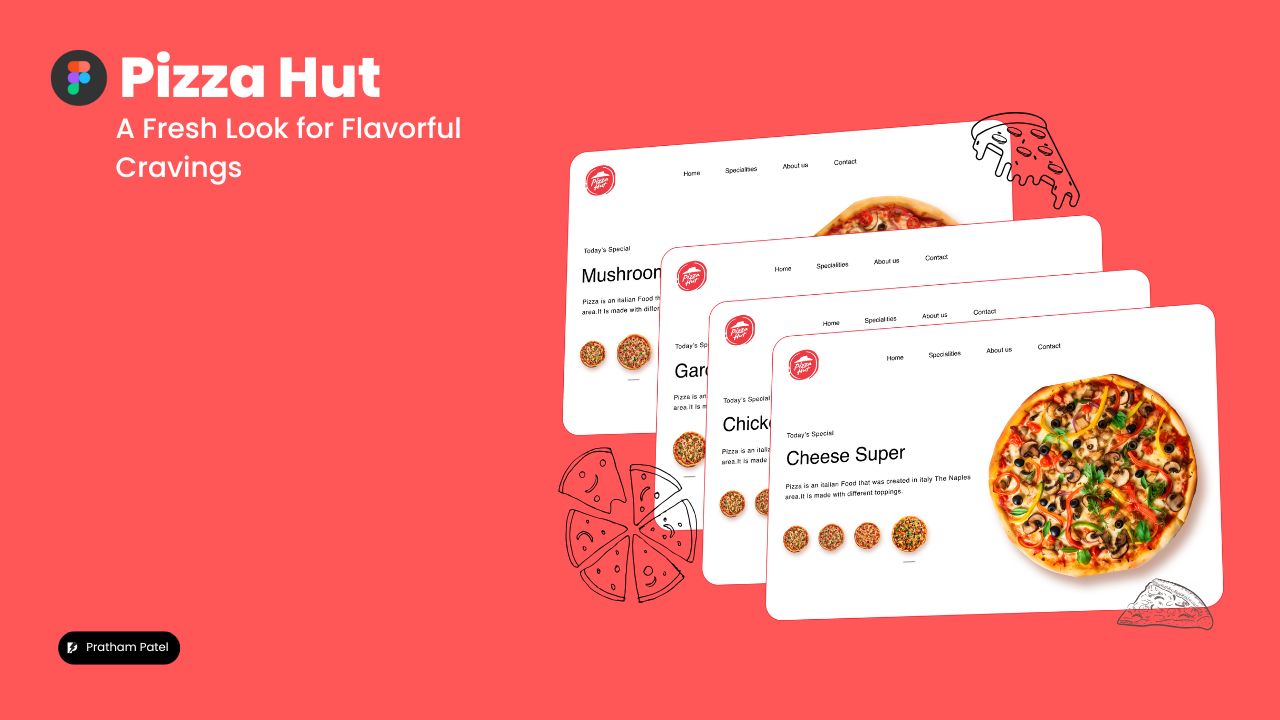 Pizza Hut
A Fresh Look for Flavorful
Cravings
Pizza Hut
Home Specialities About us Contact
Today's Special
Mushroon
Pizza is an italian Food th
area.It Is made with differ
Pizza Hut
Home Specialities About us Contact
Today's Sp
Gard
Pizza is an
area.It Is m
Pizza Hut
Home Specialities About us Contact
Today's Special
Chicke
Pizza is an italia
area.It is made
Pizza Hut
Home Specialities About us Contact
Today's Special
Cheese Super
Pizza is an italian Food that was created in italy The Naples
area.It is made with different toppings.
Pratham Patel